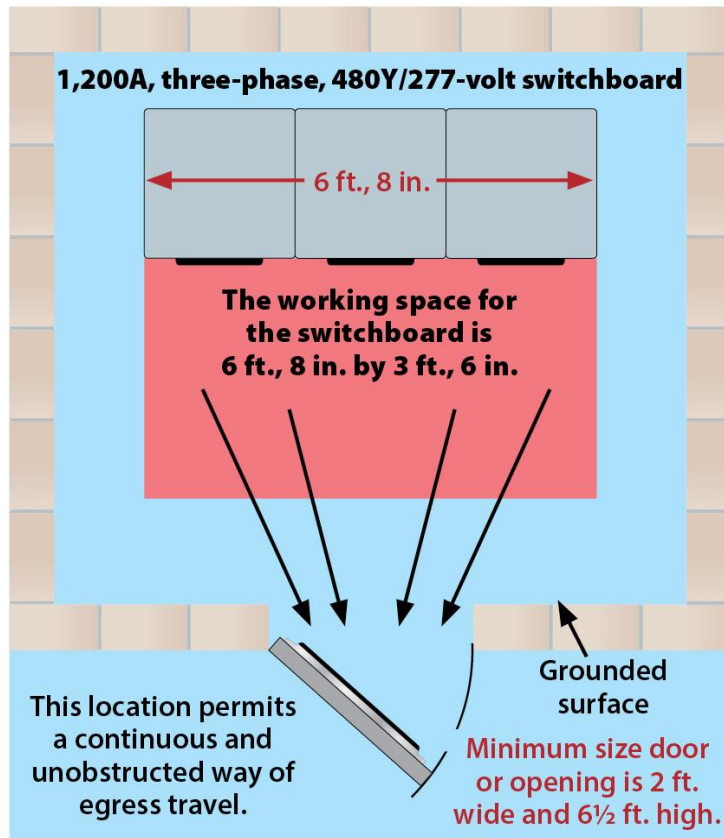 1,200A, three-phase, 480Y/277-volt switchboard
6 ft., 8 in.
The working space for
the switchboard is
6 ft., 8 in. by 3 ft., 6 in.
Grounded
surface
This location permits
a continuous and
unobstructed way of
egress travel.
Minimum size door
or opening is 2 ft.
wide and 6½ ft. high.